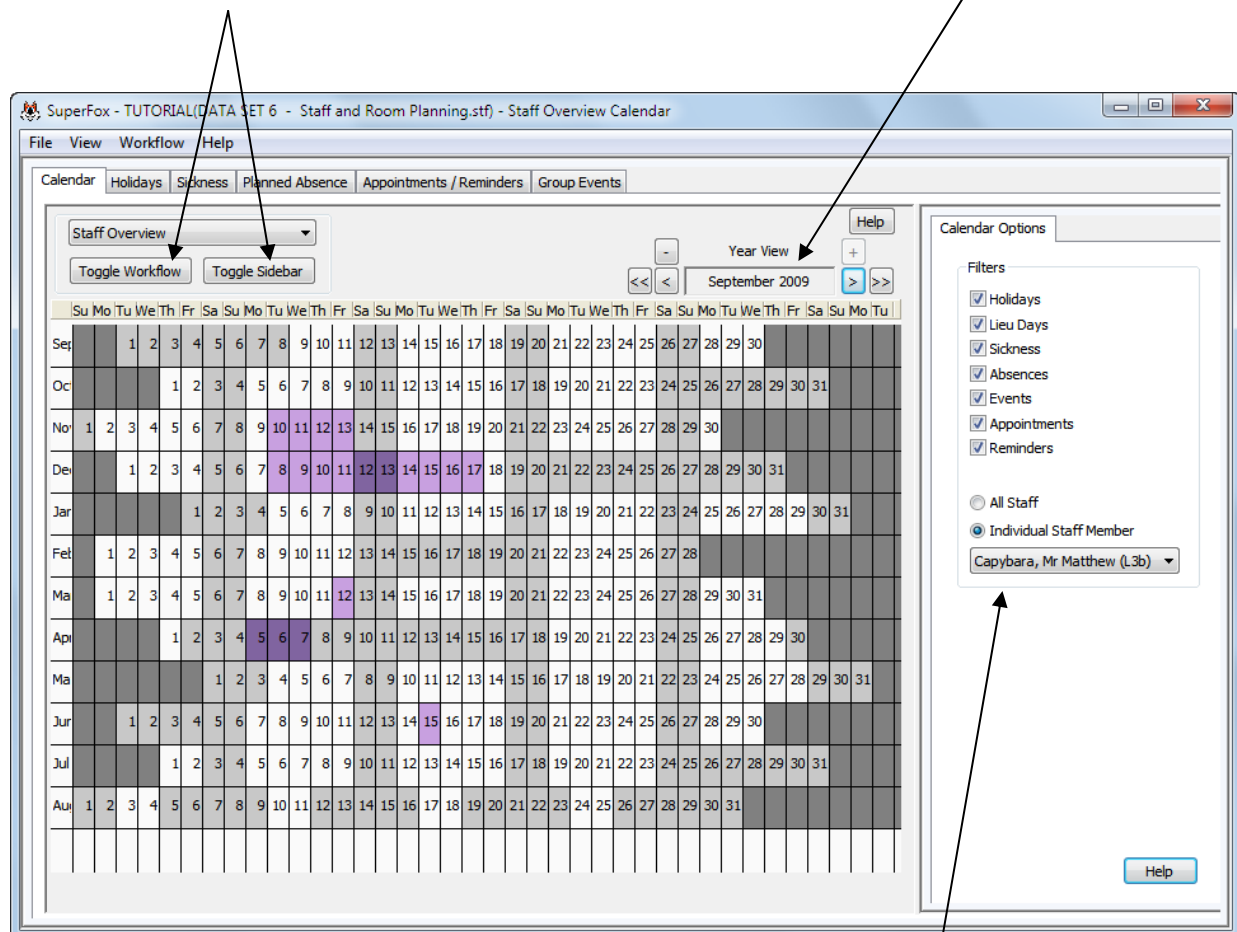 SuperFox - TUTORIAL(DATA SET 6 - Staff and Room Planning.stf) - Staff Overview Calendar
File View Workflow Help
Calendar Holidays Sickness Planned Absence Appointments / Reminders Group Events
Staff Overview
Toggle Workflow Toggle Sidebar
Help
- Year View +
<< < September 2009 > >>
Su Mo Tu We Th Fr Sa Su Mo Tu We Th Fr Sa Su Mo Tu We Th Fr Sa Su Mo Tu We Th Fr Sa Su Mo Tu We Th Fr Sa Su Mo Tu
Sep 1 2 3 4 5 6 7 8 9 10 11 12 13 14 15 16 17 18 19 20 21 22 23 24 25 26 27 28 29 30
Oct 1 2 3 4 5 6 7 8 9 10 11 12 13 14 15 16 17 18 19 20 21 22 23 24 25 26 27 28 29 30 31
Nov 1 2 3 4 5 6 7 8 9 10 11 12 13 14 15 16 17 18 19 20 21 22 23 24 25 26 27 28 29 30
Dec 1 2 3 4 5 6 7 8 9 10 11 12 13 14 15 16 17 18 19 20 21 22 23 24 25 26 27 28 29 30 31
Jan 1 2 3 4 5 6 7 8 9 10 11 12 13 14 15 16 17 18 19 20 21 22 23 24 25 26 27 28 29 30 31
Feb 1 2 3 4 5 6 7 8 9 10 11 12 13 14 15 16 17 18 19 20 21 22 23 24 25 26 27 28
Ma 1 2 3 4 5 6 7 8 9 10 11 12 13 14 15 16 17 18 19 20 21 22 23 24 25 26 27 28 29 30 31
Apr 1 2 3 4 5 6 7 8 9 10 11 12 13 14 15 16 17 18 19 20 21 22 23 24 25 26 27 28 29 30
Ma 1 2 3 4 5 6 7 8 9 10 11 12 13 14 15 16 17 18 19 20 21 22 23 24 25 26 27 28 29 30 31
Jun 1 2 3 4 5 6 7 8 9 10 11 12 13 14 15 16 17 18 19 20 21 22 23 24 25 26 27 28 29 30
Jul 1 2 3 4 5 6 7 8 9 10 11 12 13 14 15 16 17 18 19 20 21 22 23 24 25 26 27 28 29 30 31
Aug 1 2 3 4 5 6 7 8 9 10 11 12 13 14 15 16 17 18 19 20 21 22 23 24 25 26 27 28 29 30 31
Calendar Options
Filters
Holidays
Lieu Days
Sickness
Absences
Events
Appointments
Reminders
All Staff
Individual Staff Member
Capybara, Mr Matthew (L3b)
Help